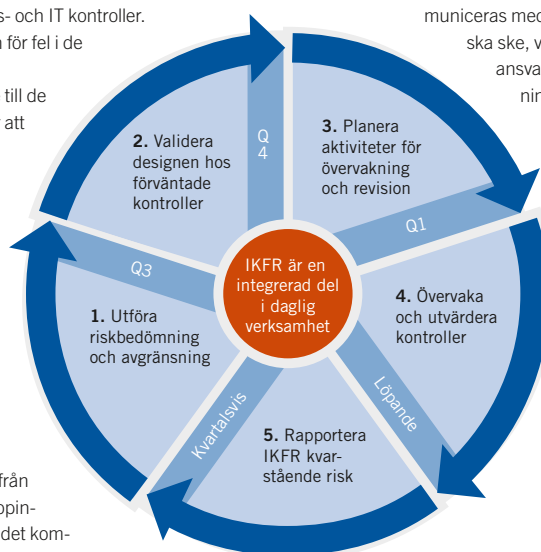 s- och IT kontroller.
för fel i de
till de
att
municeras med
ska ske, v
ansva
nin
2. Validera
designen hos
förväntade
kontroller
Q
4
3. Planera
aktiviteter för
övervakning
och revision
Q1
4. Övervaka
och utvärdera
kontroller
Löpande
5. Rapportera
IKFR kvar-
stående risk
Kvartalsvis
1. Utföra
riskbedömning
och avgränsning
Q3
IKFR är en
integrerad del
i daglig
verksamhet
från
opin-
det kom-